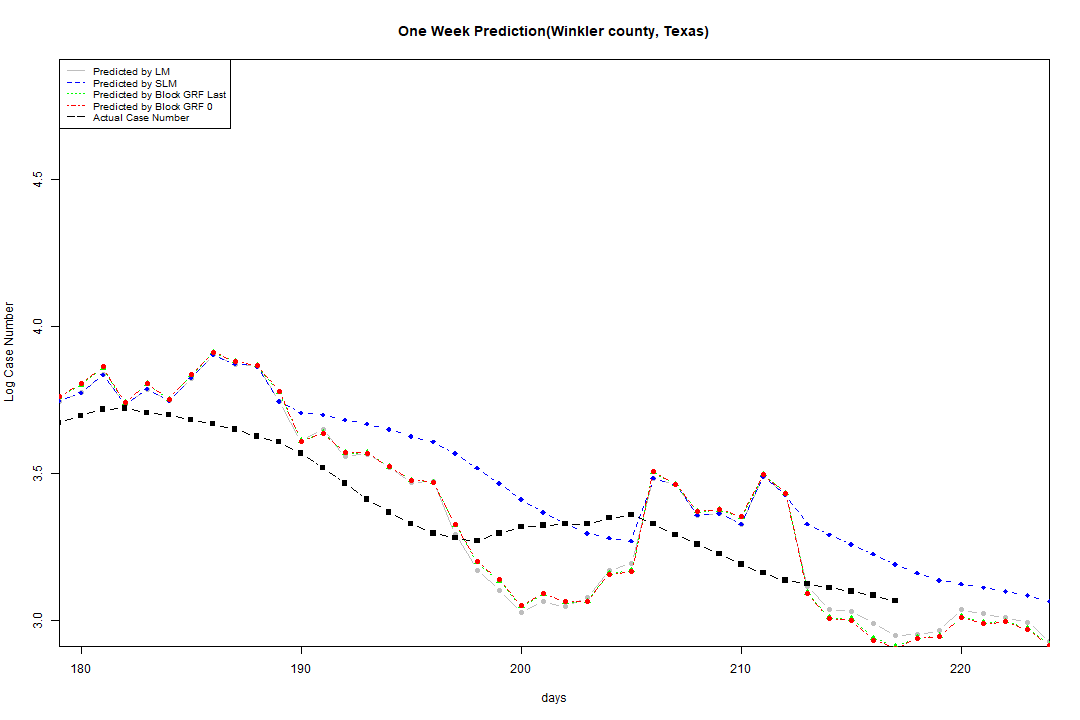 One Week Prediction(Winkler county, Texas)
Predicted by LM
Predicted by SLM
Predicted by Block GRF Last
Predicted by Block GRF 0
Actual Case Number
Log Case Number
4.5
4.0
3.5
3.0
180 190 200 210 220
days